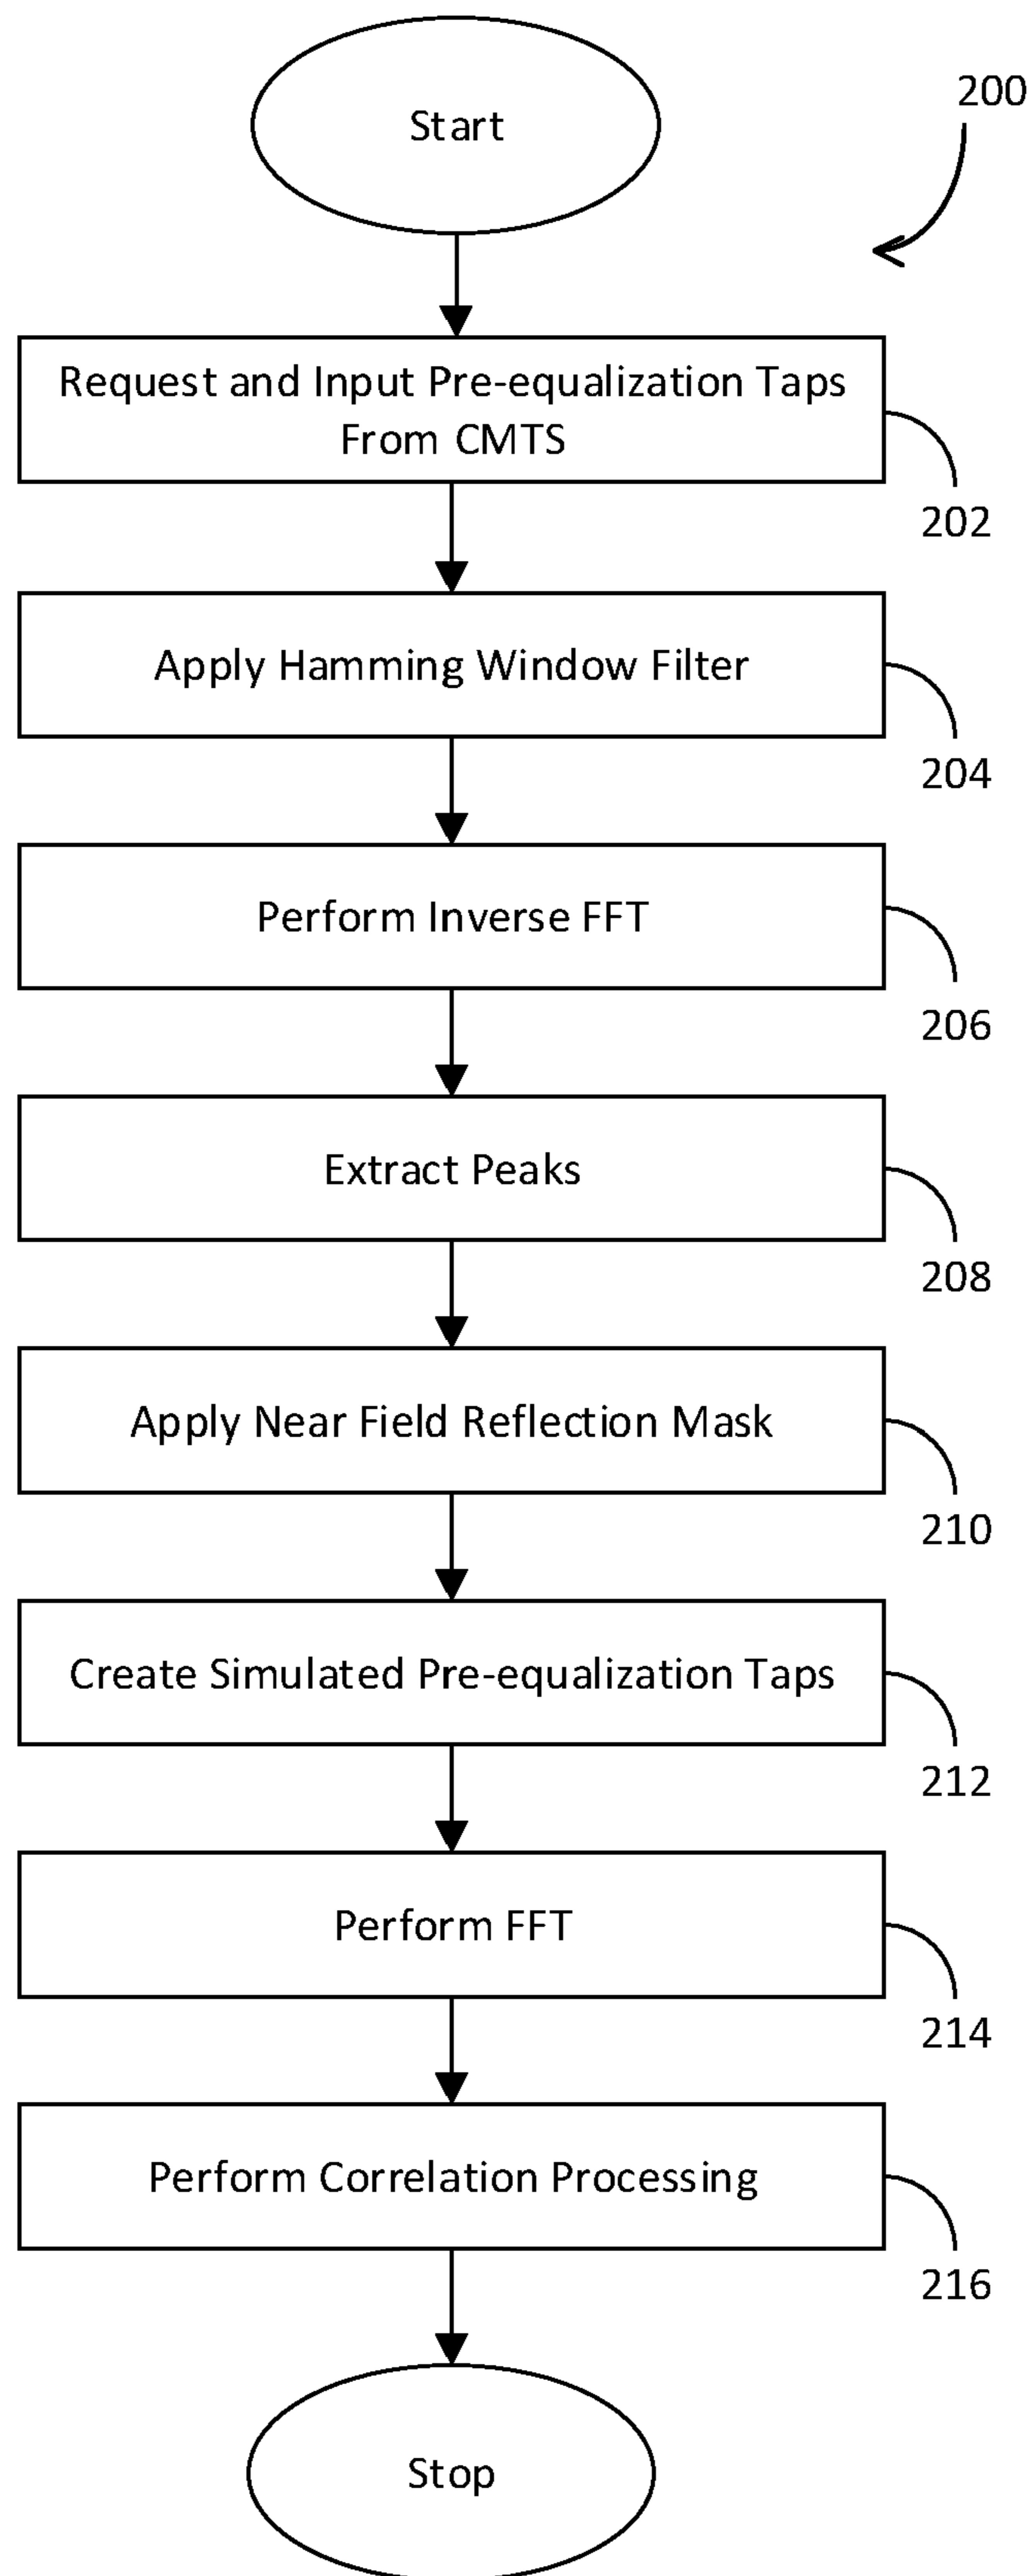 Start
200
Request and Input Pre-equalization Taps
From CMTS
202
Apply Hamming Window Filter
204
Perform Inverse FFT
206
Extract Peaks
208
Apply Near Field Reflection Mask
210
Create Simulated Pre-equalization Taps
212
Perform FFT
214
Perform Correlation Processing
216
Stop